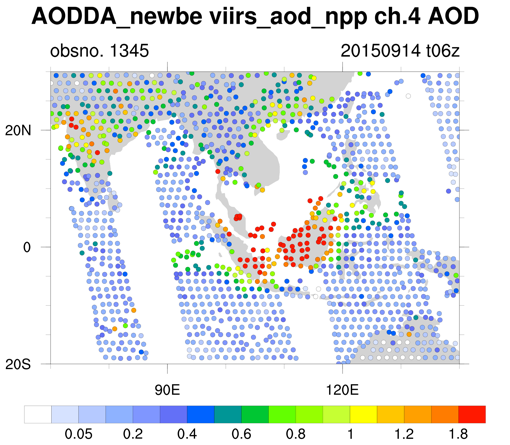 AODDA_newbe viirs_aod_npp ch.4 AOD
obsno. 1345 20150914 t06z
20N
0
20S
90E 120E
0.05 0.2 0.4 0.6 0.8 1 1.2 1.8